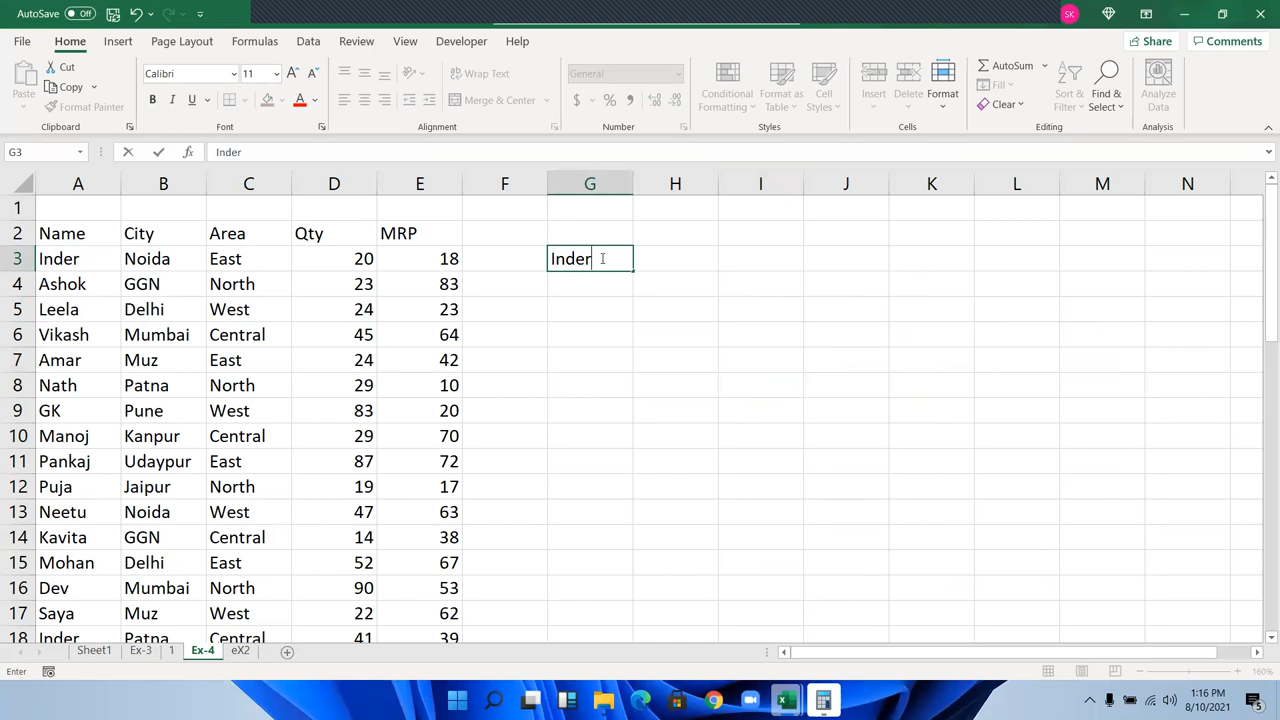 AutoSave Off SK
File Home Insert Page Layout Formulas Data Review View Developer Help Share Comments
Paste Cut Copy Format Painter Clipboard
Calibri 11 B I U Font
Wrap Text Merge & Center Alignment
General $ % Number
Conditional Formatting Format as Table Cell Styles Styles
Insert Delete Format Cells
AutoSum Fill Clear Sort & Filter Find & Select Editing
Analyze Data Analysis
G3 fx Inder
A B C D E F G H I J K L M N
1
2 Name City Area Qty MRP
3 Inder Noida East 20 18 Inder
4 Ashok GGN North 23 83
5 Leela Delhi West 24 23
6 Vikash Mumbai Central 45 64
7 Amar Muz East 24 42
8 Nath Patna North 29 10
9 GK Pune West 83 20
10 Manoj Kanpur Central 29 70
11 Pankaj Udaypur East 87 72
12 Puja Jaipur North 19 17
13 Neetu Noida West 47 63
14 Kavita GGN Central 14 38
15 Mohan Delhi East 52 67
16 Dev Mumbai North 90 53
17 Saya Muz West 22 62
18 Inder Patna Central 41 39
Sheet1 Ex-3 1 Ex-4 eX2
Enter 160%
1:16 PM
8/10/2021 5